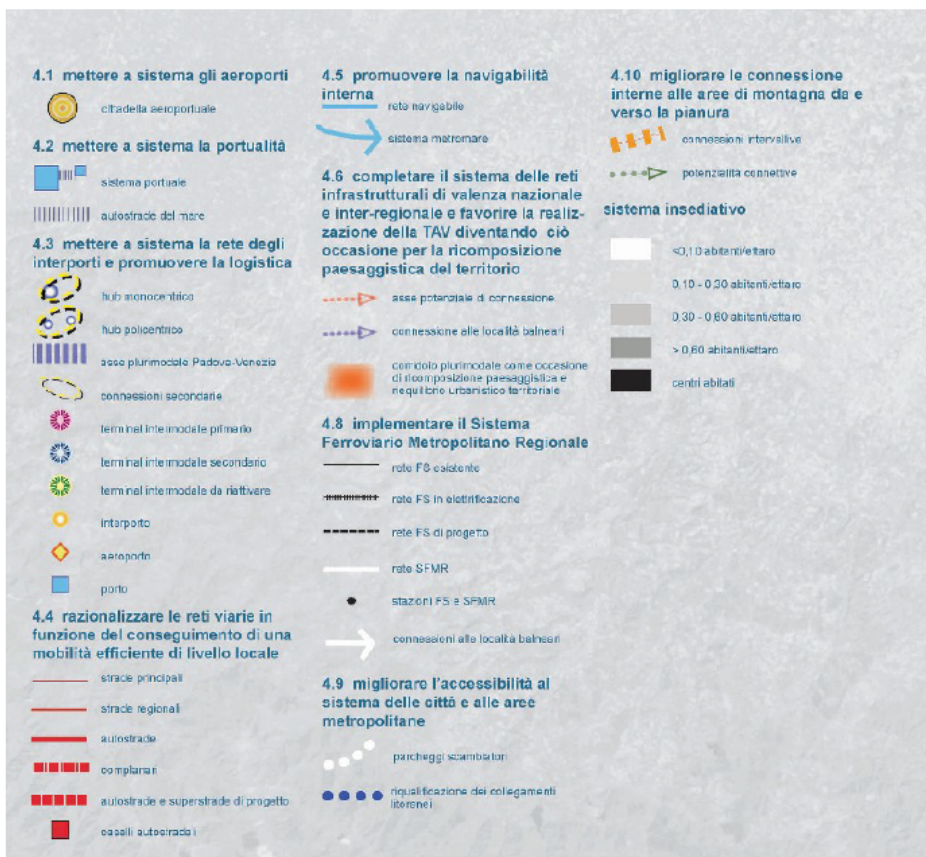 4.1 mettere a sistema gli aeroporti
cittadella aeroportuale
4.2 mettere a sistema la portualità
sistema portuale
autostrade del mare
4.3 mettere a sistema la rete degli
interporti e promuovere la logistica
hub monocentrico
hub policentrico
asse plurimodale Padova-Venezia
connessioni secondarie
terminal intermodale primario
terminal intermodale secondario
terminal intermodale da riattivare
interporto
aeroporto
porto
4.4 razionalizzare le reti viarie in
funzione del conseguimento di una
mobilità efficiente di livello locale
strade principali
strade regionali
autostrade
complanari
autostrade e superstrade di progetto
caselli autostradali
4.5 promuovere la navigabilità
interna
rete navigabile
sistema metromare
4.6 completare il sistema delle reti
infrastrutturali di valenza nazionale
e inter-regionale e favorire la realiz-
zazione della TAV diventando ciò
occasione per la ricomposizione
paesaggistica del territorio
asse potenziale di connessione
connessione alle località balneari
corridoio plurimodale come occasione
di ricomposizione paesaggistica e
riequilibrio urbanistico territoriale
4.8 implementare il Sistema
Ferroviario Metropolitano Regionale
rete FS esistente
rete FS in elettrificazione
rete FS di progetto
rete SFMR
stazioni FS e SFMR
connessioni alle località balneari
4.9 migliorare l'accessibilità al
sistema delle città e alle aree
metropolitane
parcheggi scambiatori
riqualificazione dei collegamenti
litoranei
4.10 migliorare le connessione
interne alle aree di montagna da e
verso la pianura
connessioni intervallive
potenzialità connettive
sistema insediativo
<0,10 abitanti/ettaro
0,10 - 0,30 abitanti/ettaro
0,30 - 0,60 abitanti/ettaro
> 0,60 abitanti/ettaro
centri abitati